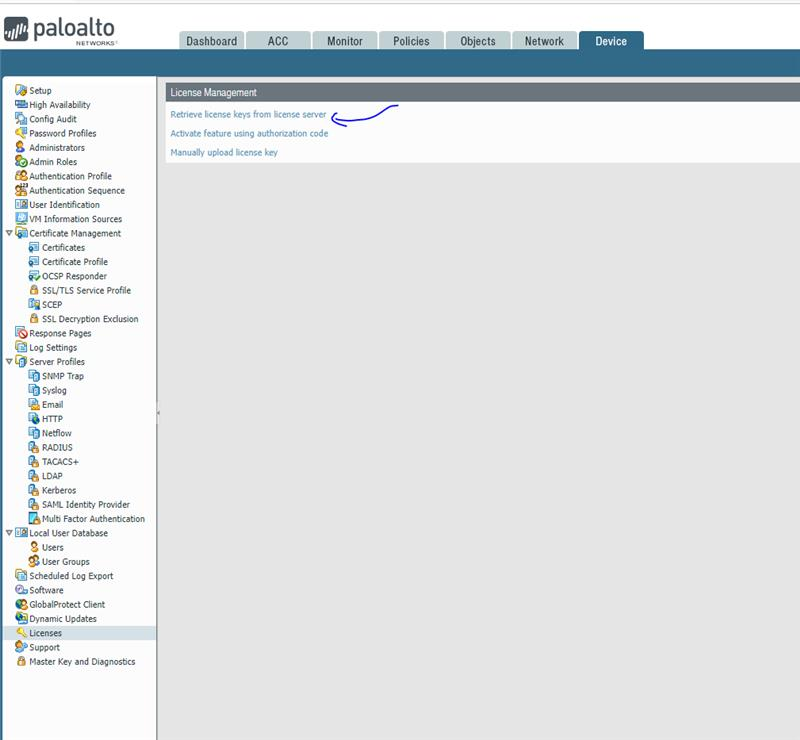 paloalto
NETWORKS
Dashboard
ACC
Monitor
Policies
Objects
Network
Device
Setup
High Availability
Config Audit
Password Profiles
Administrators
Admin Roles
Authentication Profile
Authentication Sequence
User Identification
VM Information Sources
Certificate Management
Certificates
Certificate Profile
OCSP Responder
SSL/TLS Service Profile
SCEP
SSL Decryption Exclusion
Response Pages
Log Settings
Server Profiles
SNMP Trap
Syslog
Email
HTTP
Netflow
RADIUS
TACACS+
LDAP
Kerberos
SAML Identity Provider
Multi Factor Authentication
Local User Database
Users
User Groups
Scheduled Log Export
Software
GlobalProtect Client
Dynamic Updates
Licenses
Support
Master Key and Diagnostics
License Management
Retrieve license keys from license server
Activate feature using authorization code
Manually upload license key